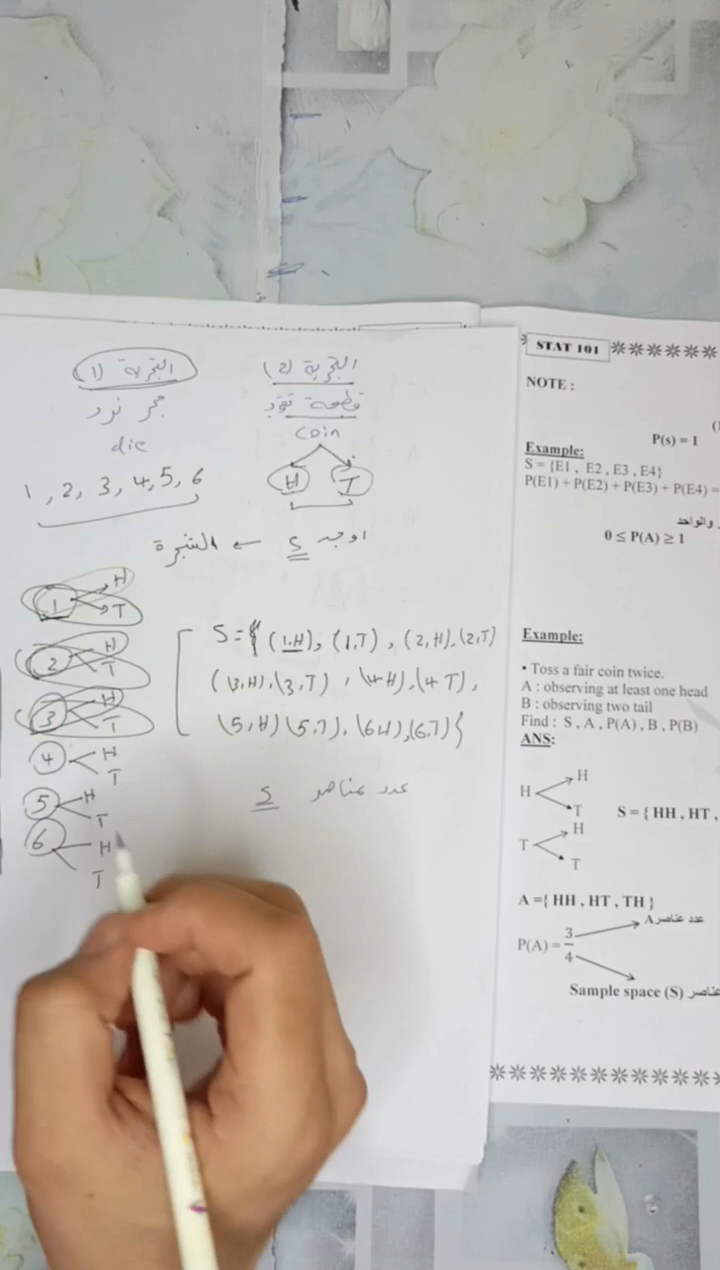 التجربة (1)
حجر نرد
die
1 , 2 , 3 , 4 , 5 , 6
التجربة (2)
قطعة نقود
coin
H T
اوجد S ← الشجرة
1 H
T
2 H
T
3 H
T
4 H
T
5 H
T
6 H
T
S = { (1,H), (1,T) , (2,H), (2,T)
(3,H), (3,T) , (4,H), (4,T),
(5,H) (5,T), (6,H), (6,T) }
عدد عناصر S
STAT 101 *******
NOTE :
P(s) = 1
Example:
S = {E1 , E2 , E3 , E4}
P(E1) + P(E2) + P(E3) + P(E4) =
والواحد
0 ≤ P(A) ≥ 1
Example:
• Toss a fair coin twice.
A : observing at least one head
B : observing two tail
Find : S , A , P(A) , B , P(B)
ANS:
H H
T S = { HH , HT ,
T H
T
A ={ HH , HT , TH }
عدد عناصر A
P(A) = 3/4
Sample space (S) عناصر
***********